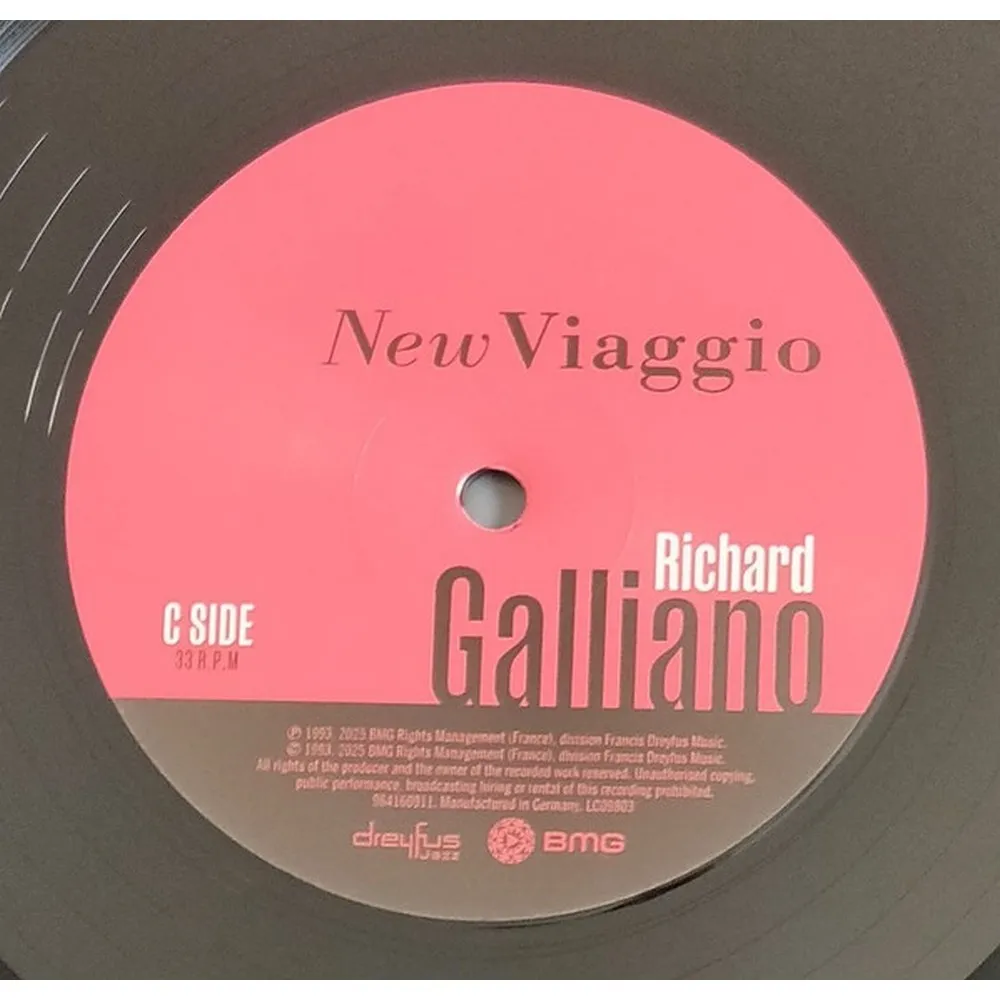 New Viaggio
Richard
Galliano
C SIDE
33 R.P.M
℗ 1993, 2025 BMG Rights Management (France), division Francis Dreyfus Music.
© 1993, 2025 BMG Rights Management (France), division Francis Dreyfus Music.
All rights of the producer and the owner of the recorded work reserved. Unauthorised copying,
public performance, broadcasting hiring or rental of this recording prohibited.
964166911. Manufactured in Germany. LC09803
dreyfus
jazz
BMG